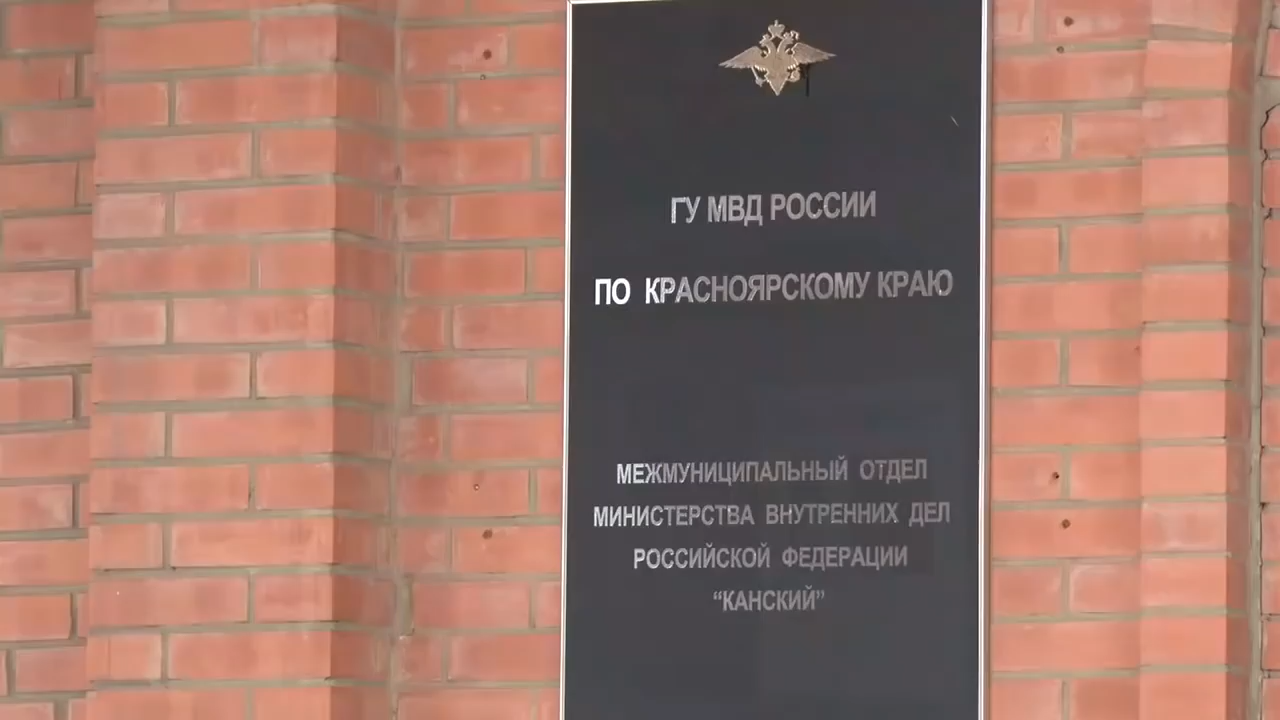 ГУ МВД РОССИИ
ПО КРАСНОЯРСКОМУ КРАЮ
МЕЖМУНИЦИПАЛЬНЫЙ ОТДЕЛ
МИНИСТЕРСТВА ВНУТРЕННИХ ДЕЛ
РОССИЙСКОЙ ФЕДЕРАЦИИ
“КАНСКИЙ”